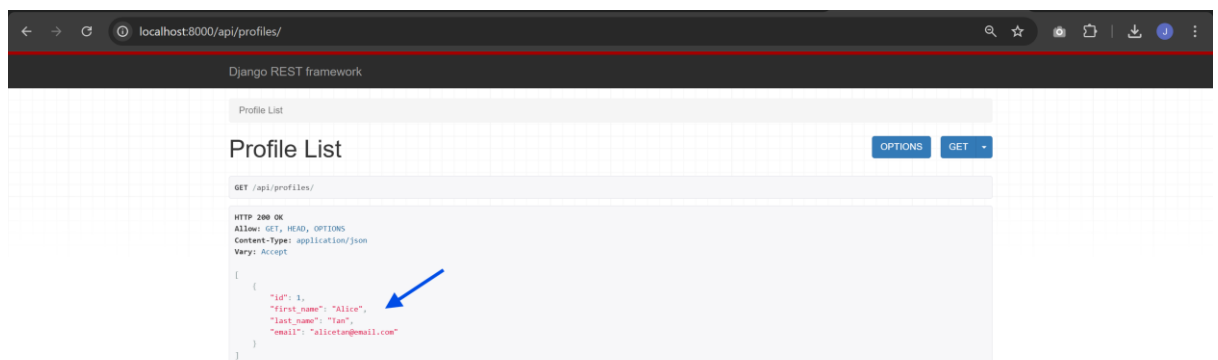 localhost:8000/api/profiles/
J
Django REST framework
Profile List
Profile List
OPTIONS
GET
GET /api/profiles/
HTTP 200 OK
Allow: GET, HEAD, OPTIONS
Content-Type: application/json
Vary: Accept
[
{
"id": 1,
"first_name": "Alice",
"last_name": "Tan",
"email": "alicetan@email.com"
}
]